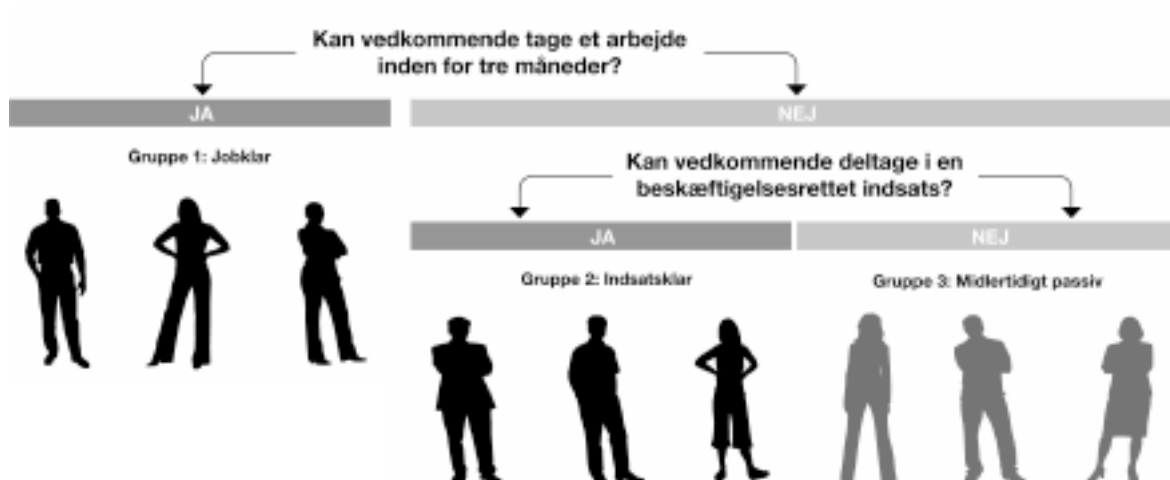 Kan vedkommende tage et arbejde
inden for tre måneder?
JA
NEJ
Gruppe 1: Jobklar
Kan vedkommende deltage i en
beskæftigelsesrettet indsats?
JA
NEJ
Gruppe 2: Indsatsklar
Gruppe 3: Midlertidigt passiv